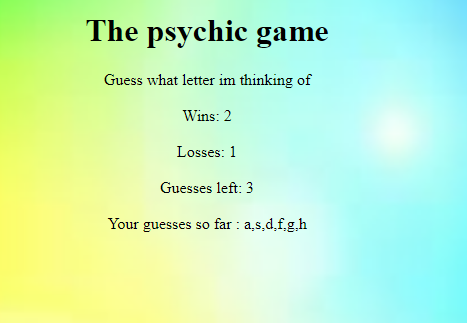 The psychic game
Guess what letter im thinking of
Wins: 2
Losses: 1
Guesses left: 3
Your guesses so far : a,s,d,f,g,h